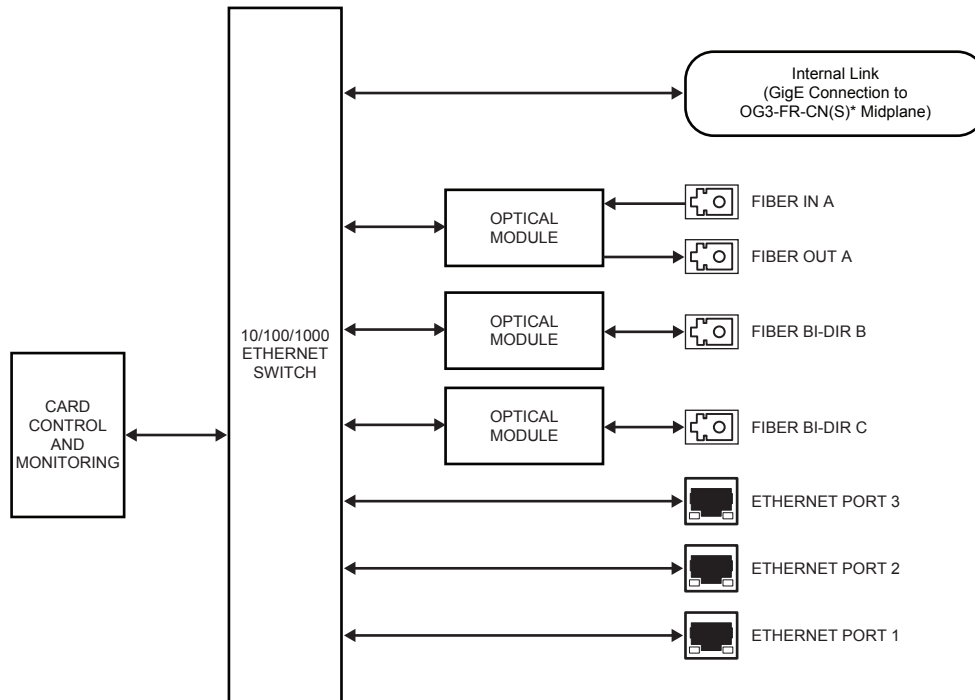 Internal Link
(GigE Connection to
OG3-FR-CN(S)* Midplane)
OPTICAL
MODULE
FIBER IN A
FIBER OUT A
OPTICAL
MODULE
FIBER BI-DIR B
10/100/1000
ETHERNET
SWITCH
OPTICAL
MODULE
FIBER BI-DIR C
CARD
CONTROL
AND
MONITORING
ETHERNET PORT 3
ETHERNET PORT 2
ETHERNET PORT 1